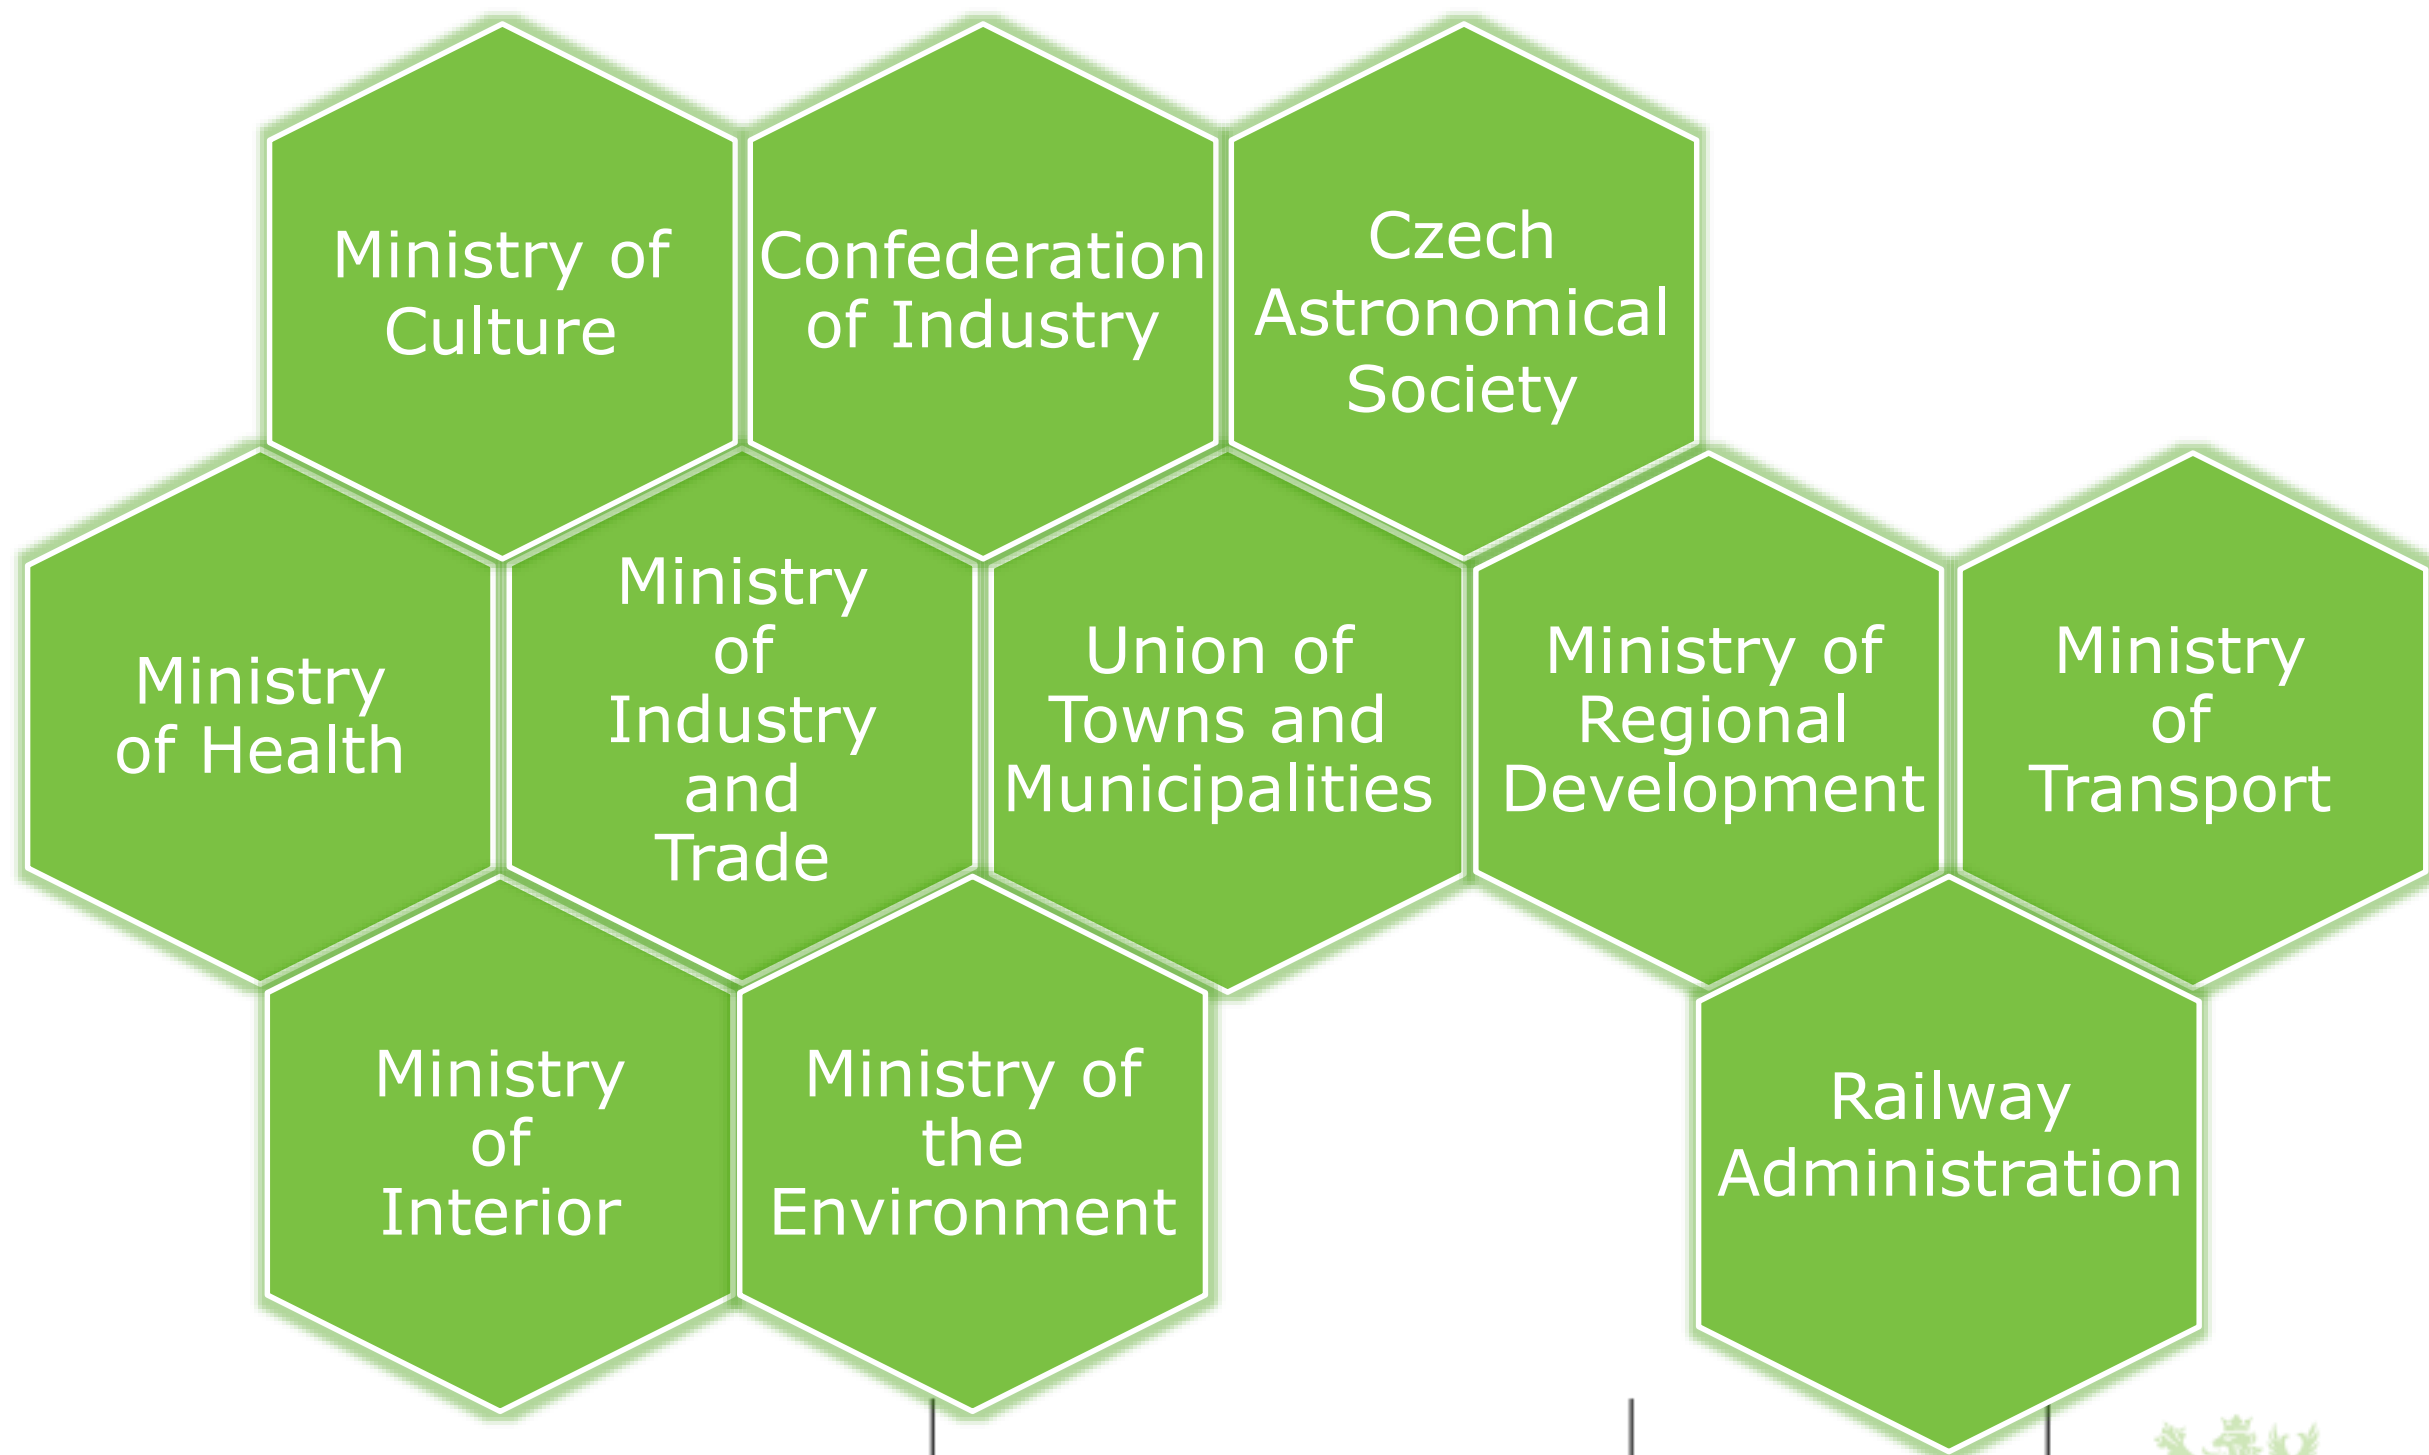 Ministry of
Culture
Confederation
of Industry
Czech
Astronomical
Society
Ministry
of Health
Ministry
of
Industry
and
Trade
Union of
Towns and
Municipalities
Ministry of
Regional
Development
Ministry
of
Transport
Ministry
of
Interior
Ministry of
the
Environment
Railway
Administration